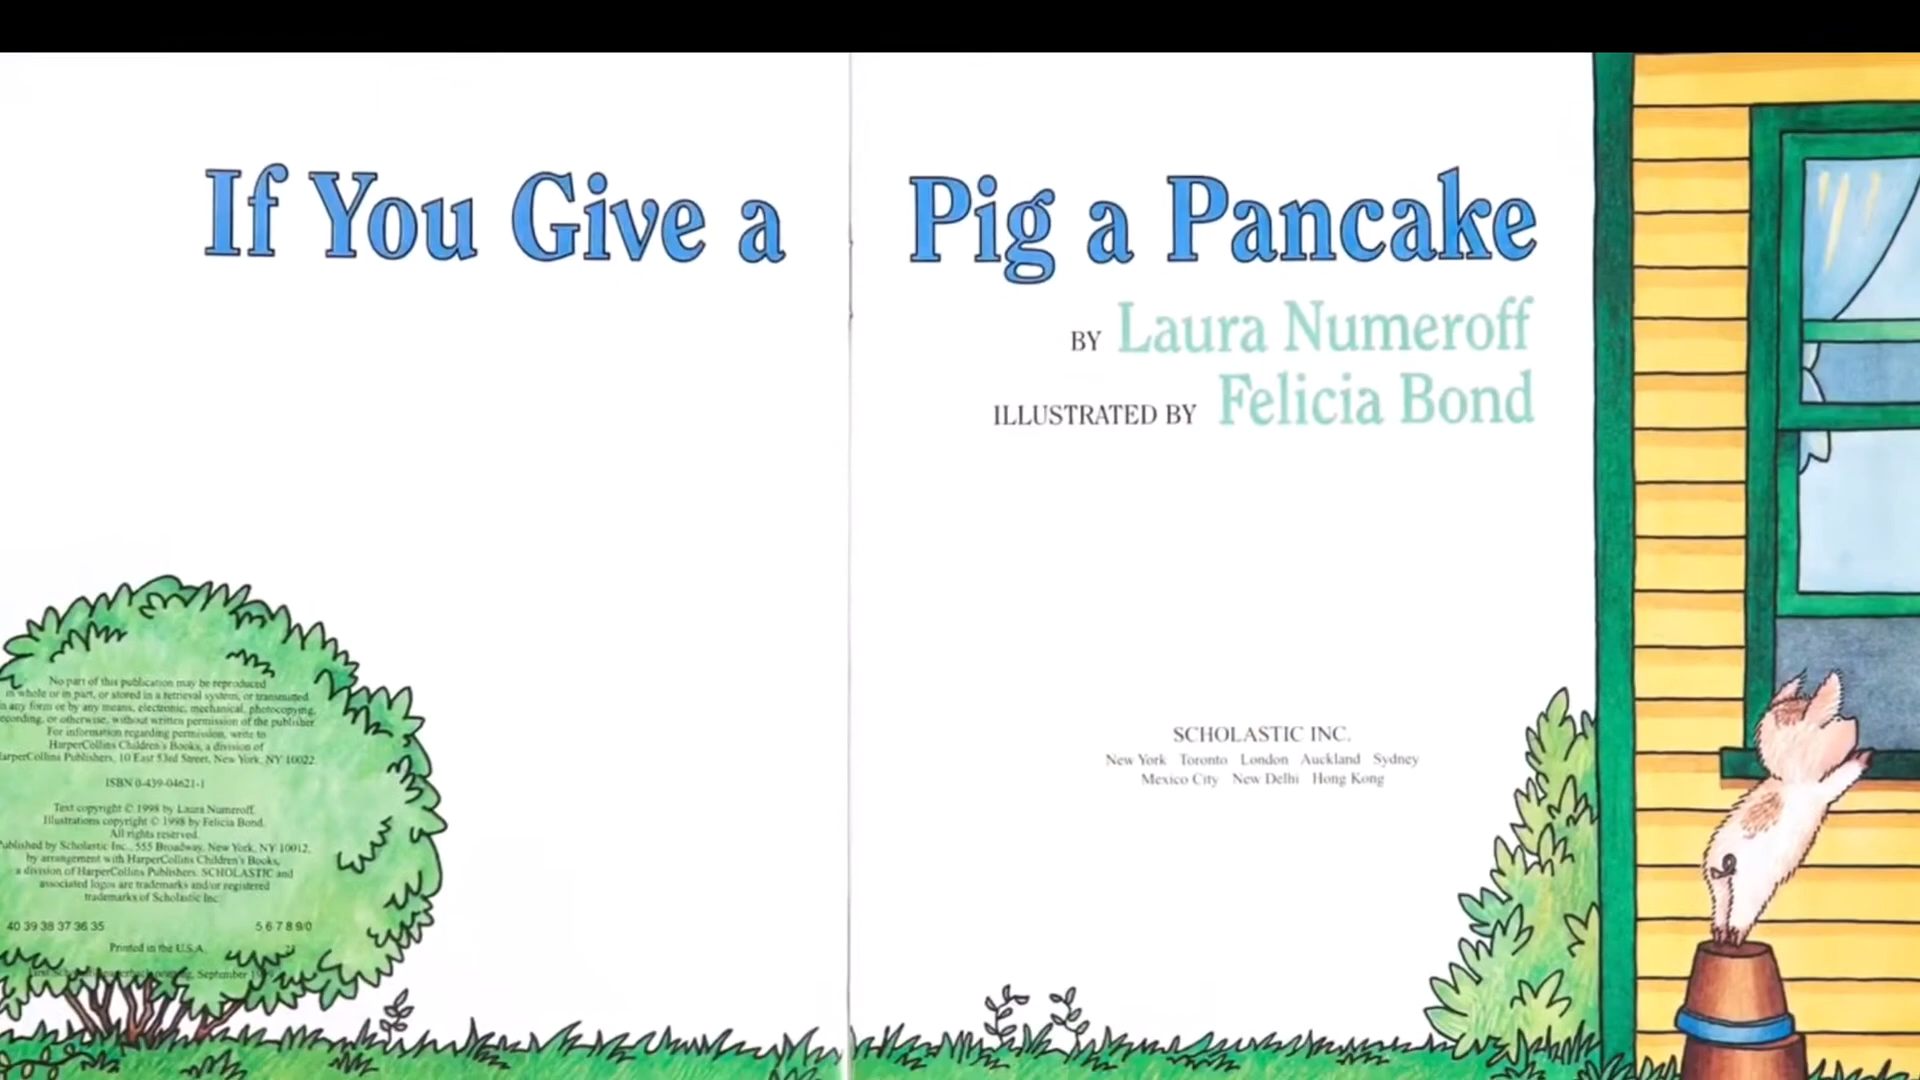 If You Give a Pig a Pancake
BY Laura Numeroff
ILLUSTRATED BY Felicia Bond
No part of this publication may be reproduced
in whole or in part, or stored in a retrieval system, or transmitted
in any form or by any means, electronic, mechanical, photocopying,
recording, or otherwise, without written permission of the publisher.
For information regarding permission, write to
HarperCollins Children's Books, a division of
HarperCollins Publishers, 10 East 53rd Street, New York, NY 10022.
ISBN 0-439-04621-1
Text copyright © 1998 by Laura Numeroff.
Illustrations copyright © 1998 by Felicia Bond.
All rights reserved.
Published by Scholastic Inc., 555 Broadway, New York, NY 10012,
by arrangement with HarperCollins Children's Books,
a division of HarperCollins Publishers. SCHOLASTIC and
associated logos are trademarks and/or registered
trademarks of Scholastic Inc.
40 39 38 37 36 35 5 6 7 8 9/0
Printed in the U.S.A.
printing, September
SCHOLASTIC INC.
New York Toronto London Auckland Sydney
Mexico City New Delhi Hong Kong